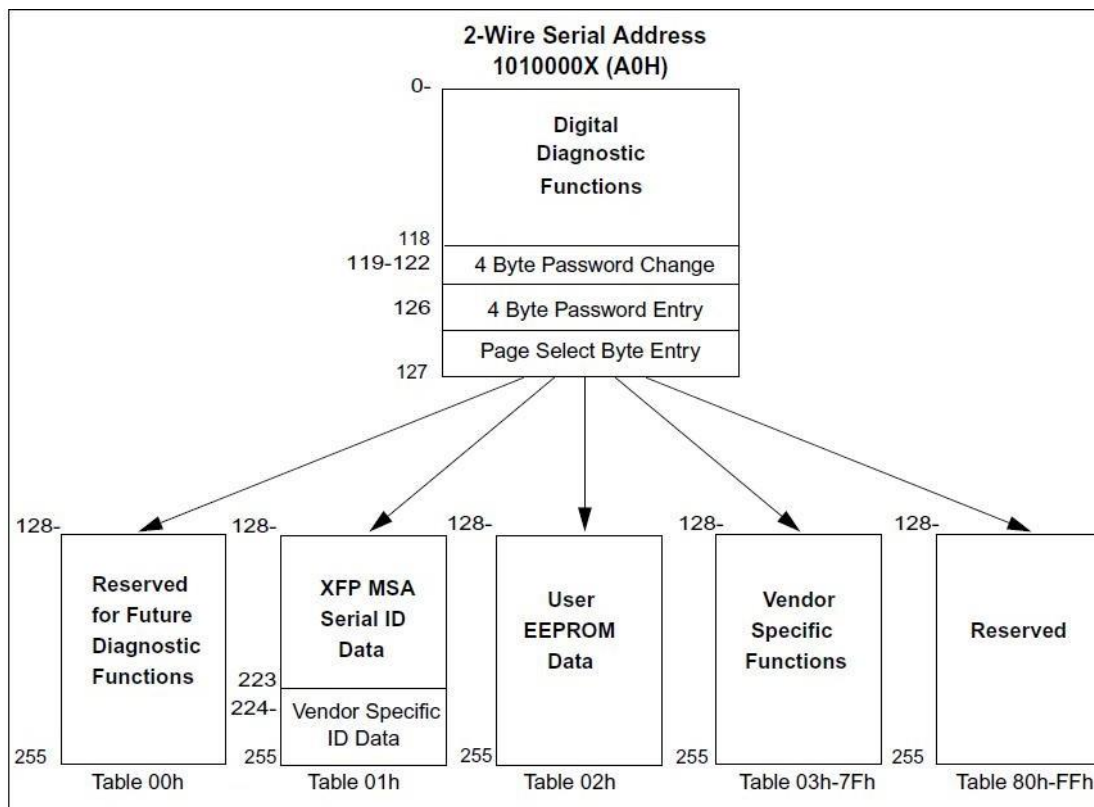 2-Wire Serial Address
1010000X (A0H)
0-
Digital
Diagnostic
Functions
118
119-122
4 Byte Password Change
126
4 Byte Password Entry
Page Select Byte Entry
127
128-
Reserved
for Future
Diagnostic
Functions
255
Table 00h
128-
XFP MSA
Serial ID
Data
223
224-
Vendor Specific
ID Data
255
Table 01h
128-
User
EEPROM
Data
255
Table 02h
128-
Vendor
Specific
Functions
255
Table 03h-7Fh
128-
Reserved
255
Table 80h-FFh